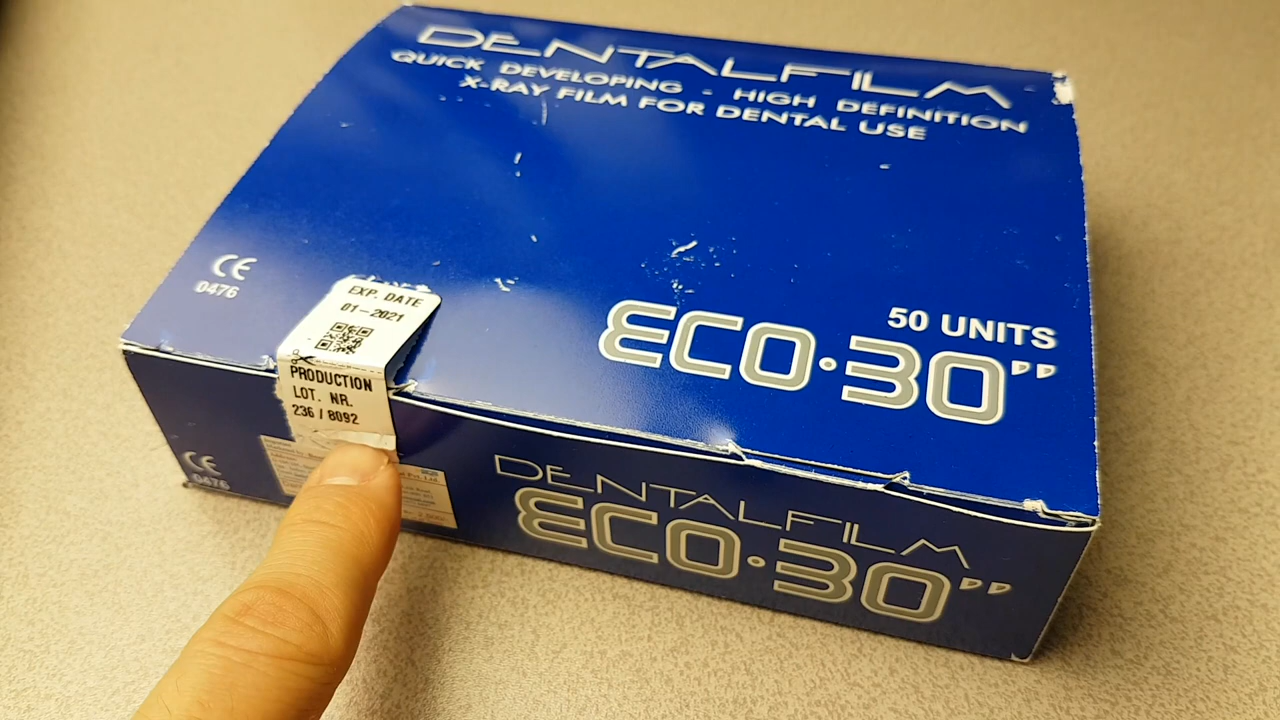 DENTALFILM
QUICK DEVELOPING - HIGH DEFINITION
X-RAY FILM FOR DENTAL USE
CE
0476
EXP. DATE
01-2021
50 UNITS
ECO•30"
PRODUCTION
LOT. NR.
236 / 8092
CE
0476
DENTALFILM
ECO•30"